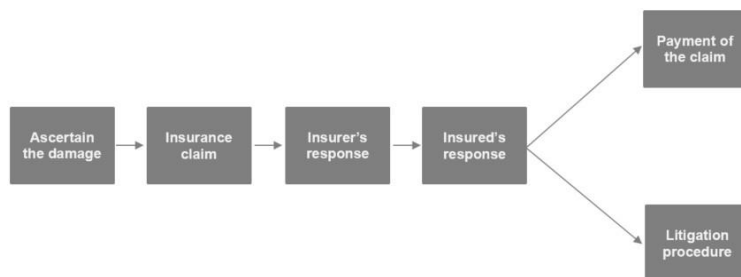 Payment of
the claim
Ascertain
the damage
Insurance
claim
Insurer's
response
Insured's
response
Litigation
procedure